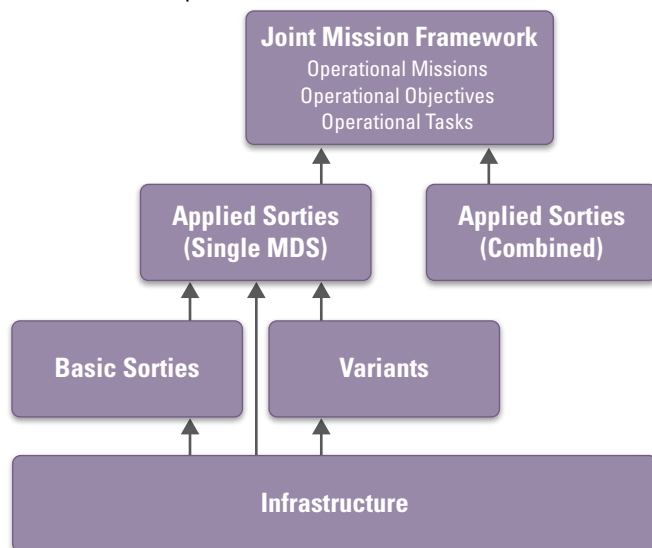 Joint Mission Framework
Operational Missions
Operational Objectives
Operational Tasks
Applied Sorties
(Single MDS)
Applied Sorties
(Combined)
Basic Sorties
Variants
Infrastructure